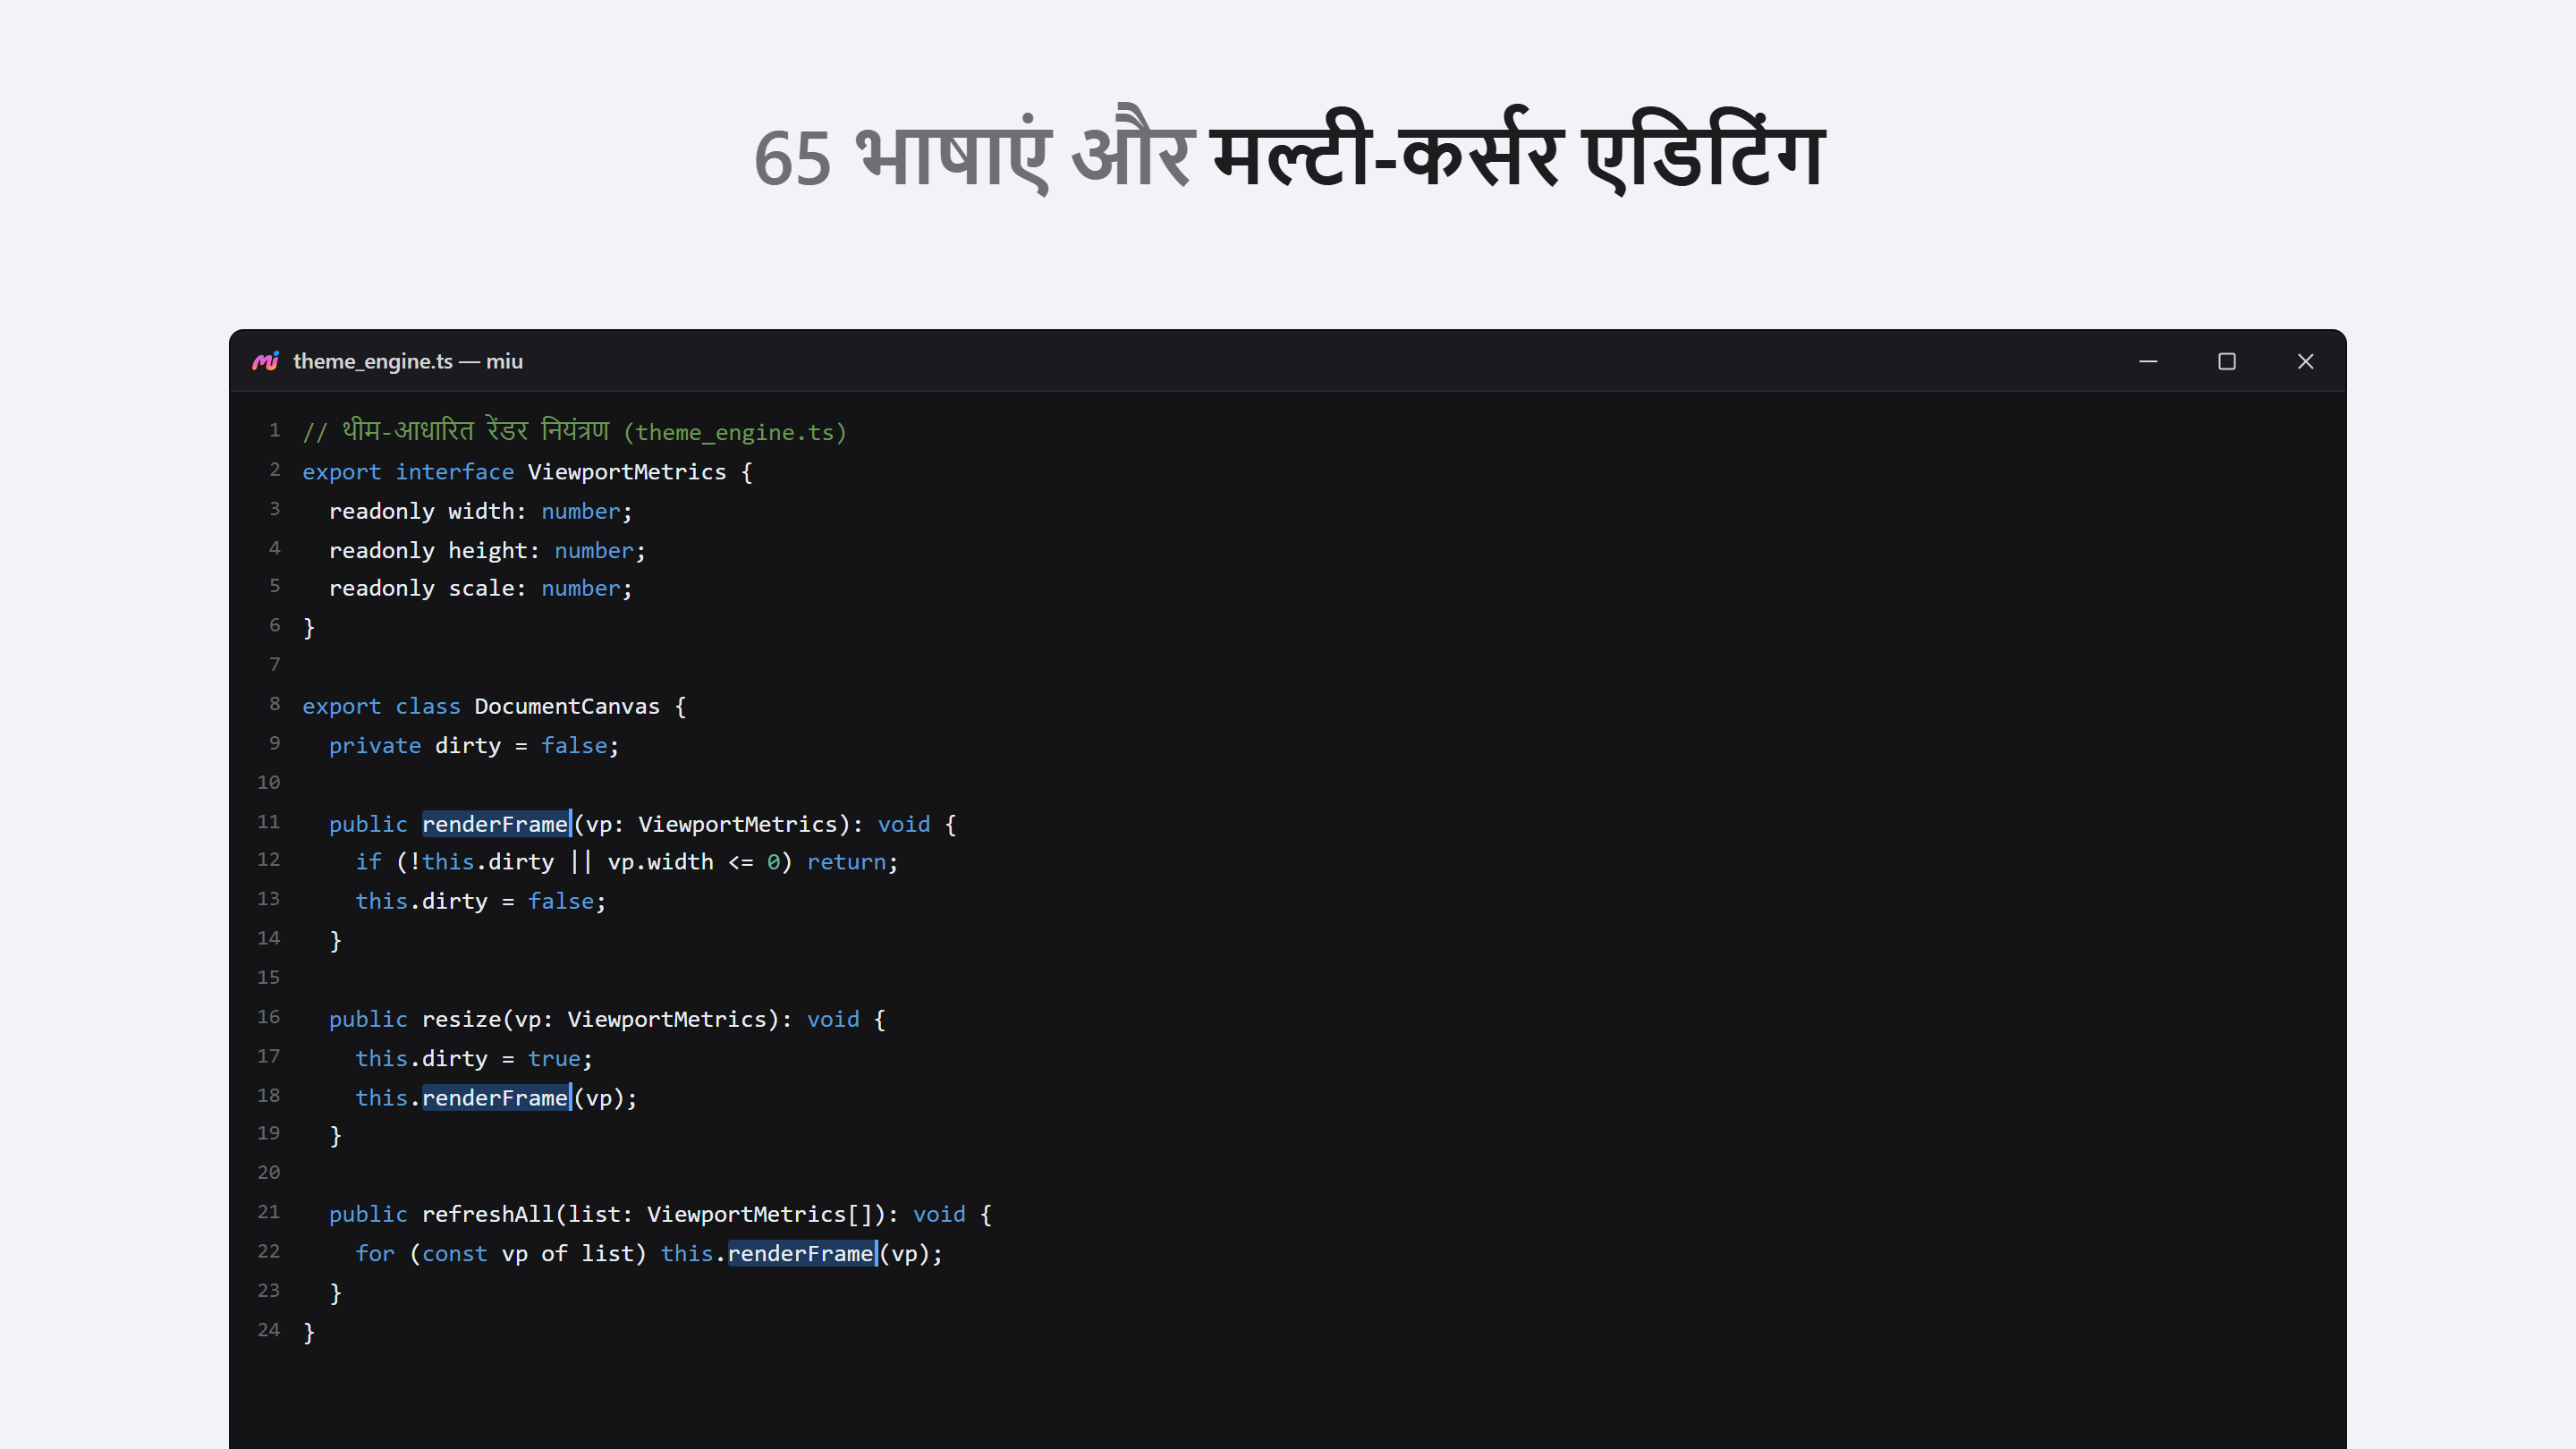 65 भाषाएं और मल्टी-कर्सर एडिटिंग
theme_engine.ts — miu
1 // थीम-आधारित रेंडर नियंत्रण (theme_engine.ts)
2 export interface ViewportMetrics {
3   readonly width: number;
4   readonly height: number;
5   readonly scale: number;
6 }
7
8 export class DocumentCanvas {
9   private dirty = false;
10
11   public renderFrame(vp: ViewportMetrics): void {
12     if (!this.dirty || vp.width <= 0) return;
13     this.dirty = false;
14   }
15
16   public resize(vp: ViewportMetrics): void {
17     this.dirty = true;
18     this.renderFrame(vp);
19   }
20
21   public refreshAll(list: ViewportMetrics[]): void {
22     for (const vp of list) this.renderFrame(vp);
23   }
24 }